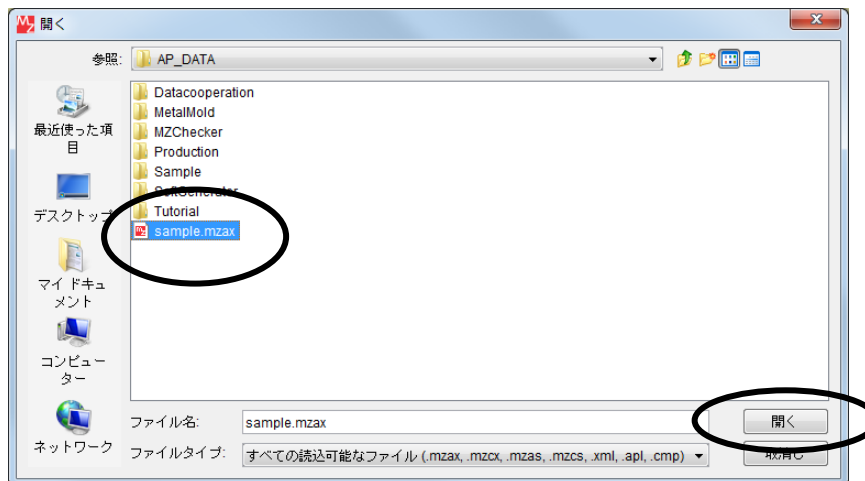 開く
参照: AP_DATA
最近使った項
目
デスクトップ
マイ ドキュ
メント
コンピュー
ター
ネットワーク
Datacooperation
MetalMold
MZChecker
Production
Sample
SoftGenerator
Tutorial
sample.mzax
ファイル名: sample.mzax
開く
ファイルタイプ: すべての読込可能なファイル (.mzax, .mzcx, .mzas, .mzcs, .xml, .apl, .cmp)
取消し